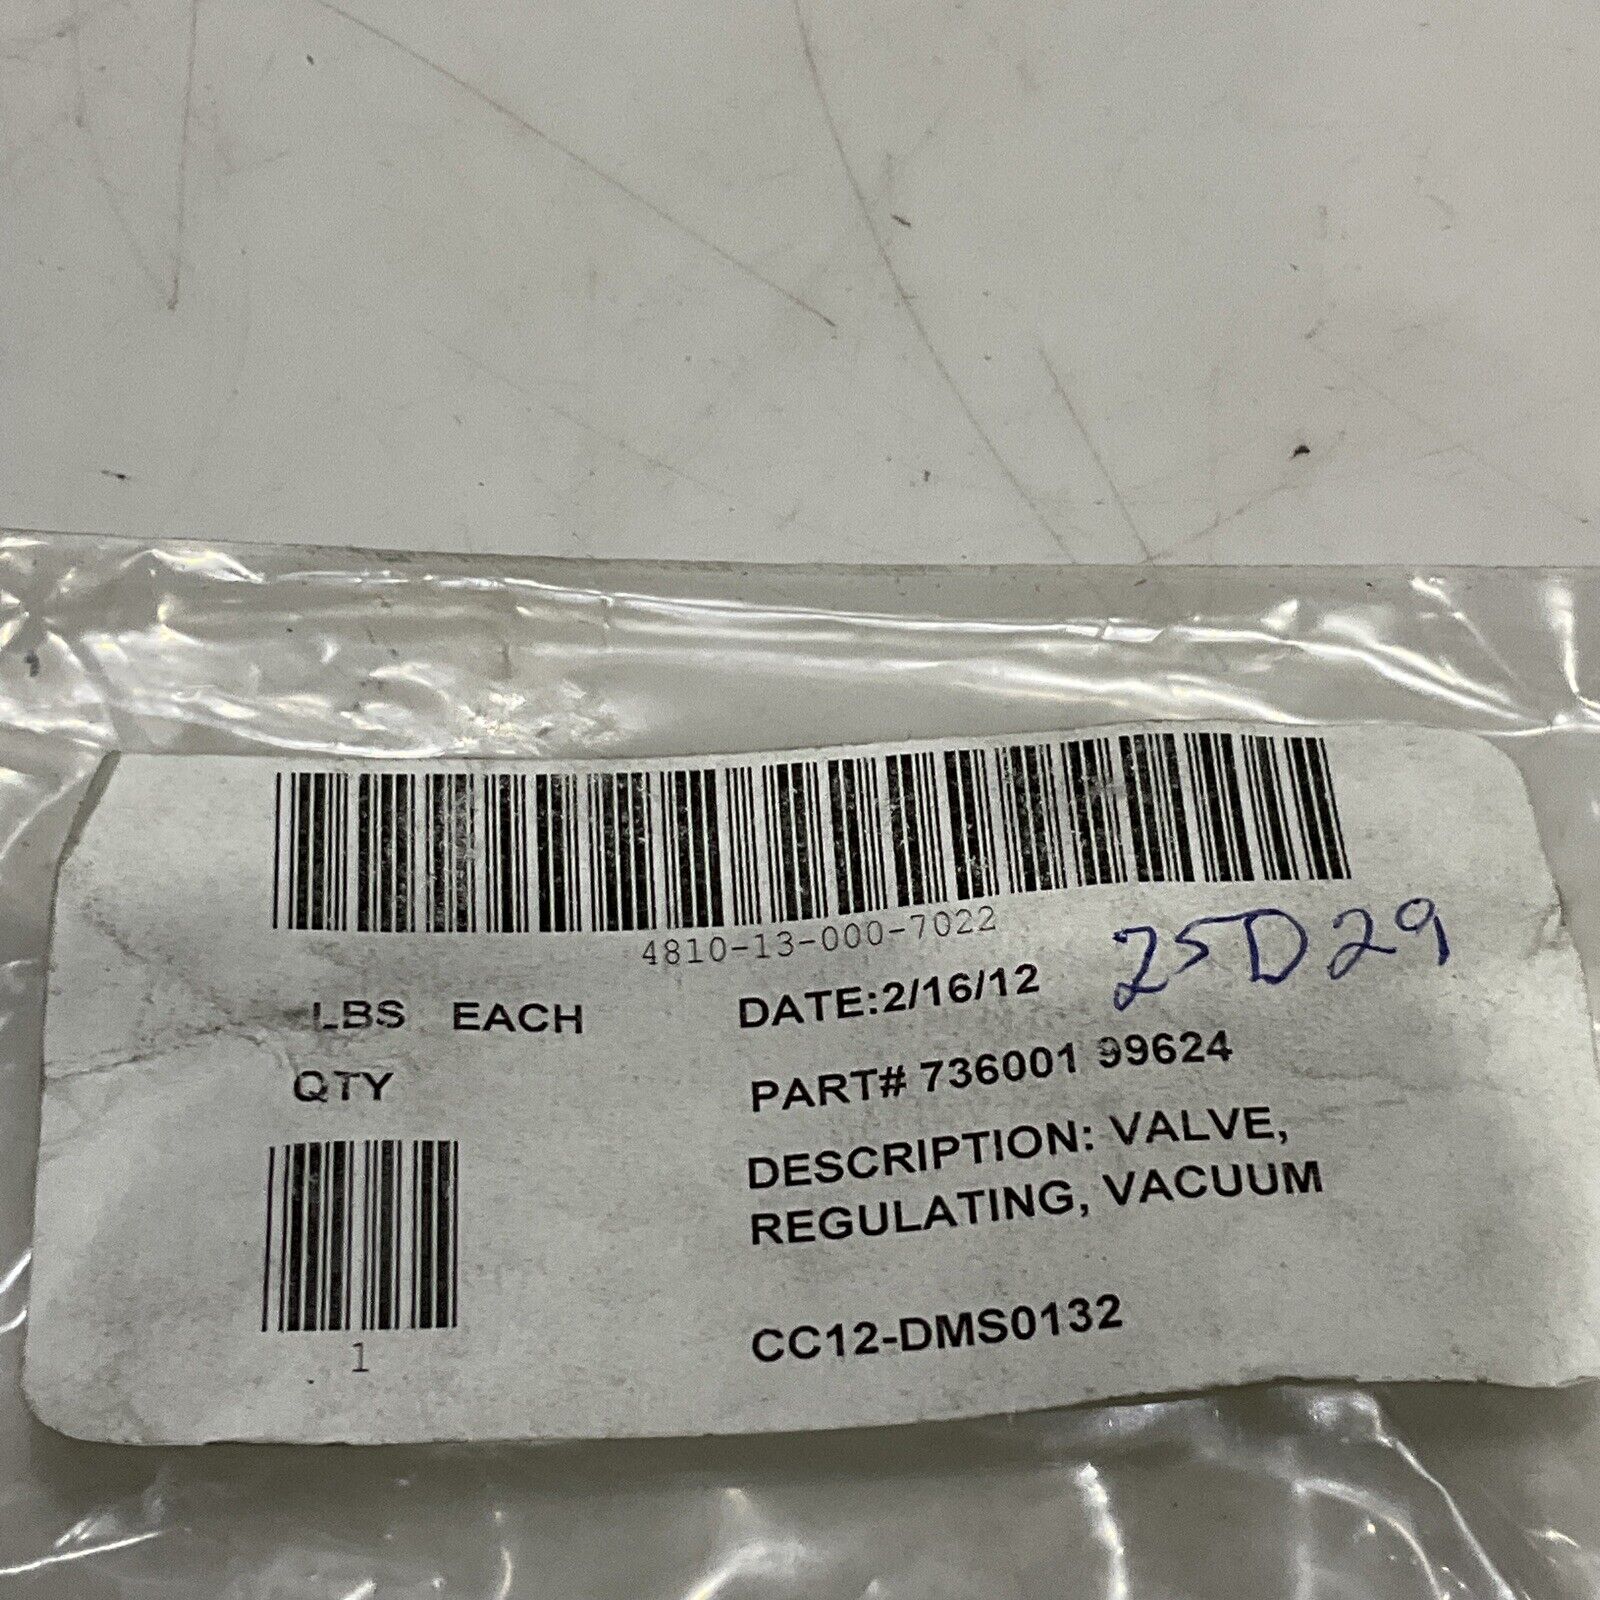 4810-13-000-7022
25D29
LBS EACH
DATE:2/16/12
QTY
PART# 736001 99624
DESCRIPTION: VALVE,
REGULATING, VACUUM
1
CC12-DMS0132